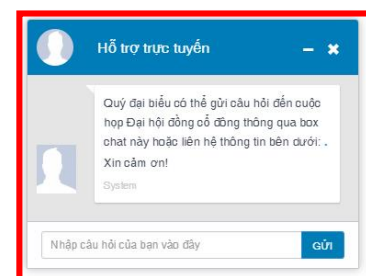 Hỗ trợ trực tuyến
Quý đại biểu có thể gửi câu hỏi đến cuộc
họp Đại hội đồng cổ đông thông qua box
chat này hoặc liên hệ thông tin bên dưới: .
Xin cảm ơn!
System
Nhập câu hỏi của bạn vào đây
GỬI